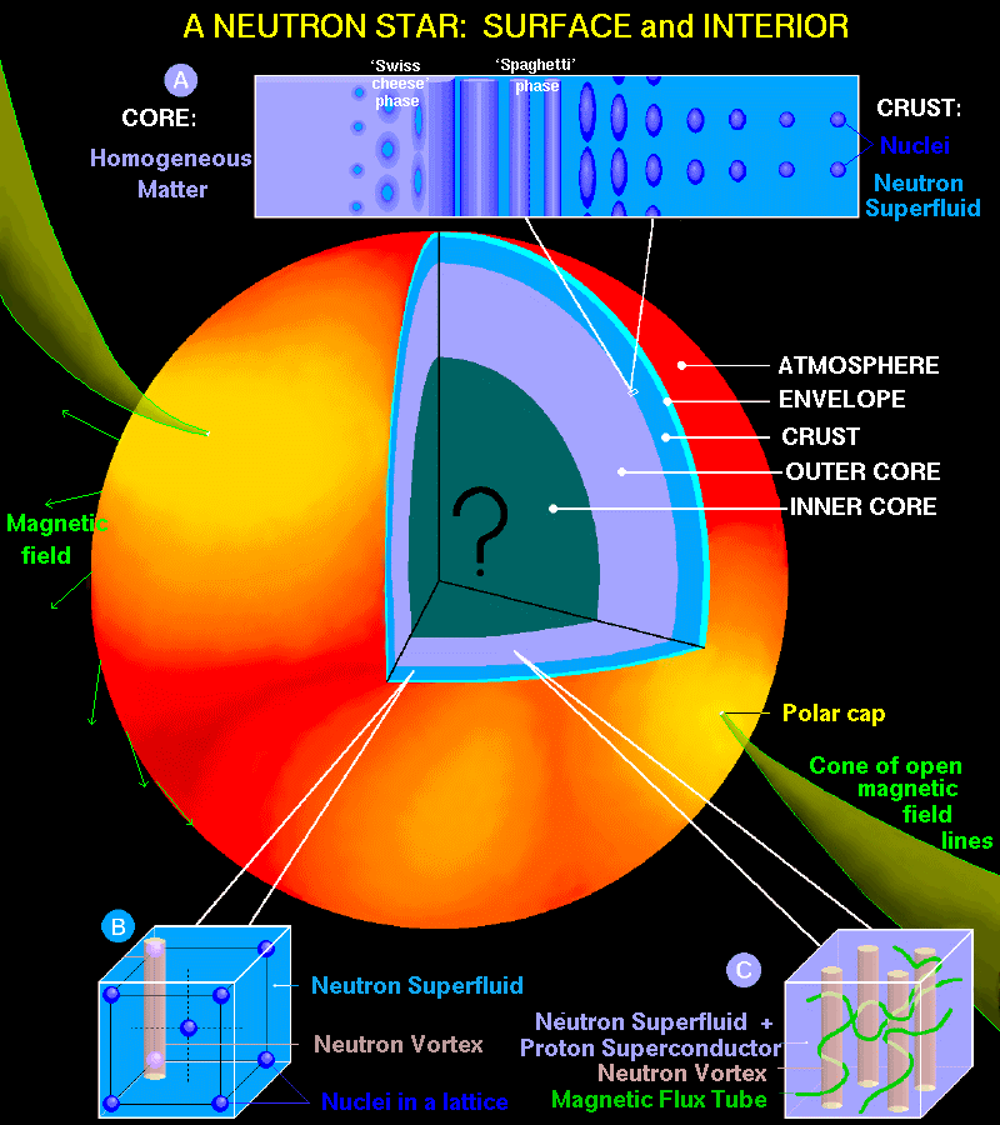 A NEUTRON STAR: SURFACE and INTERIOR
A
CORE:
Homogeneous
Matter
'Swiss
cheese'
phase
'Spaghetti'
phase
CRUST:
Nuclei
Neutron
Superfluid
ATMOSPHERE
ENVELOPE
CRUST
OUTER CORE
INNER CORE
?
Magnetic
field
Polar cap
Cone of open
magnetic
field
lines
B
Neutron Superfluid
Neutron Vortex
Nuclei in a lattice
C
Neutron Superfluid +
Proton Superconductor
Neutron Vortex
Magnetic Flux Tube